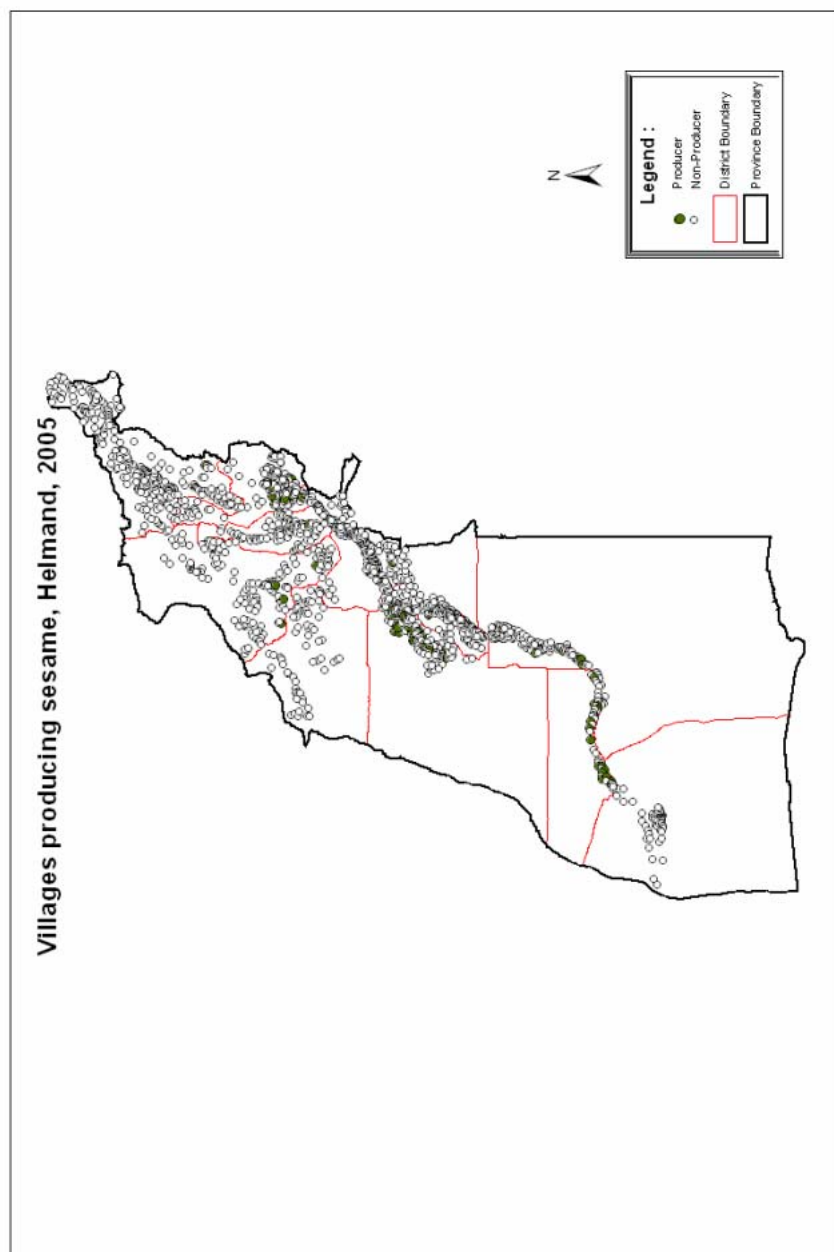 Villages producing sesame, Helmand, 2005
N
Legend :
Producer
Non-Producer
District Boundary
Province Boundary